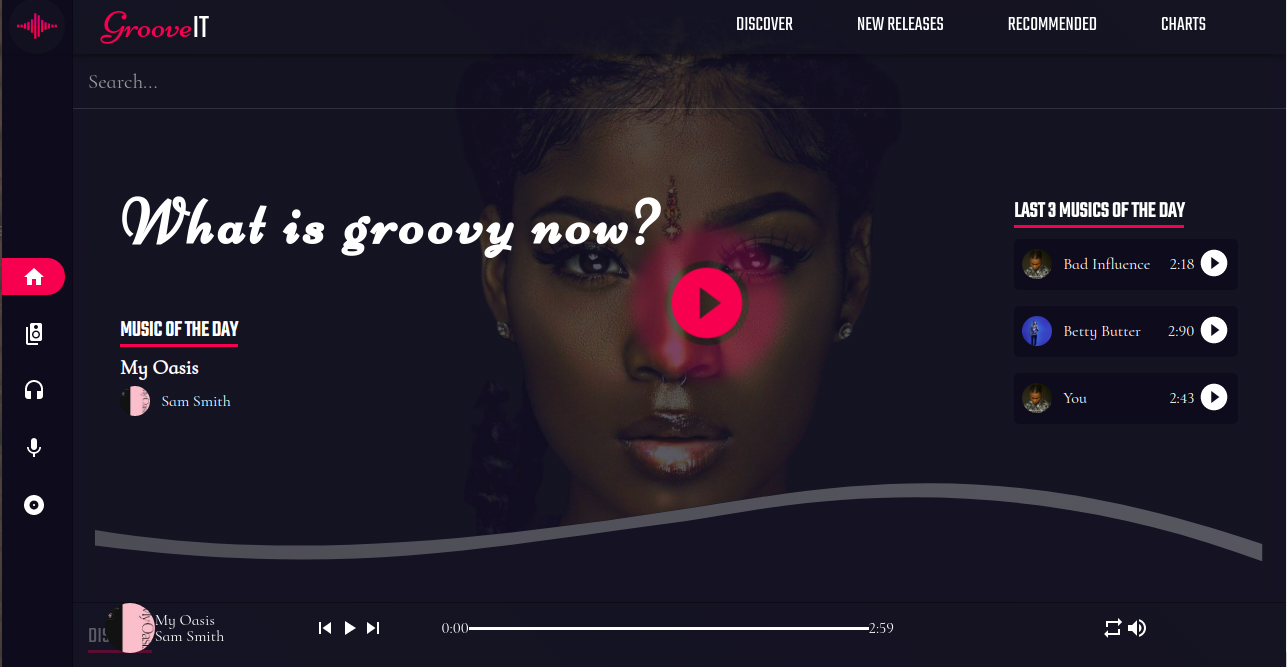 GrooveIT
DISCOVER
NEW RELEASES
RECOMMENDED
CHARTS
Search...
What is groovy now?
MUSIC OF THE DAY
My Oasis
Sam Smith
LAST 3 MUSICS OF THE DAY
Bad Influence 2:18
Betty Butter 2:90
You 2:43
DIS
My Oasis
Sam Smith
0:00
2:59